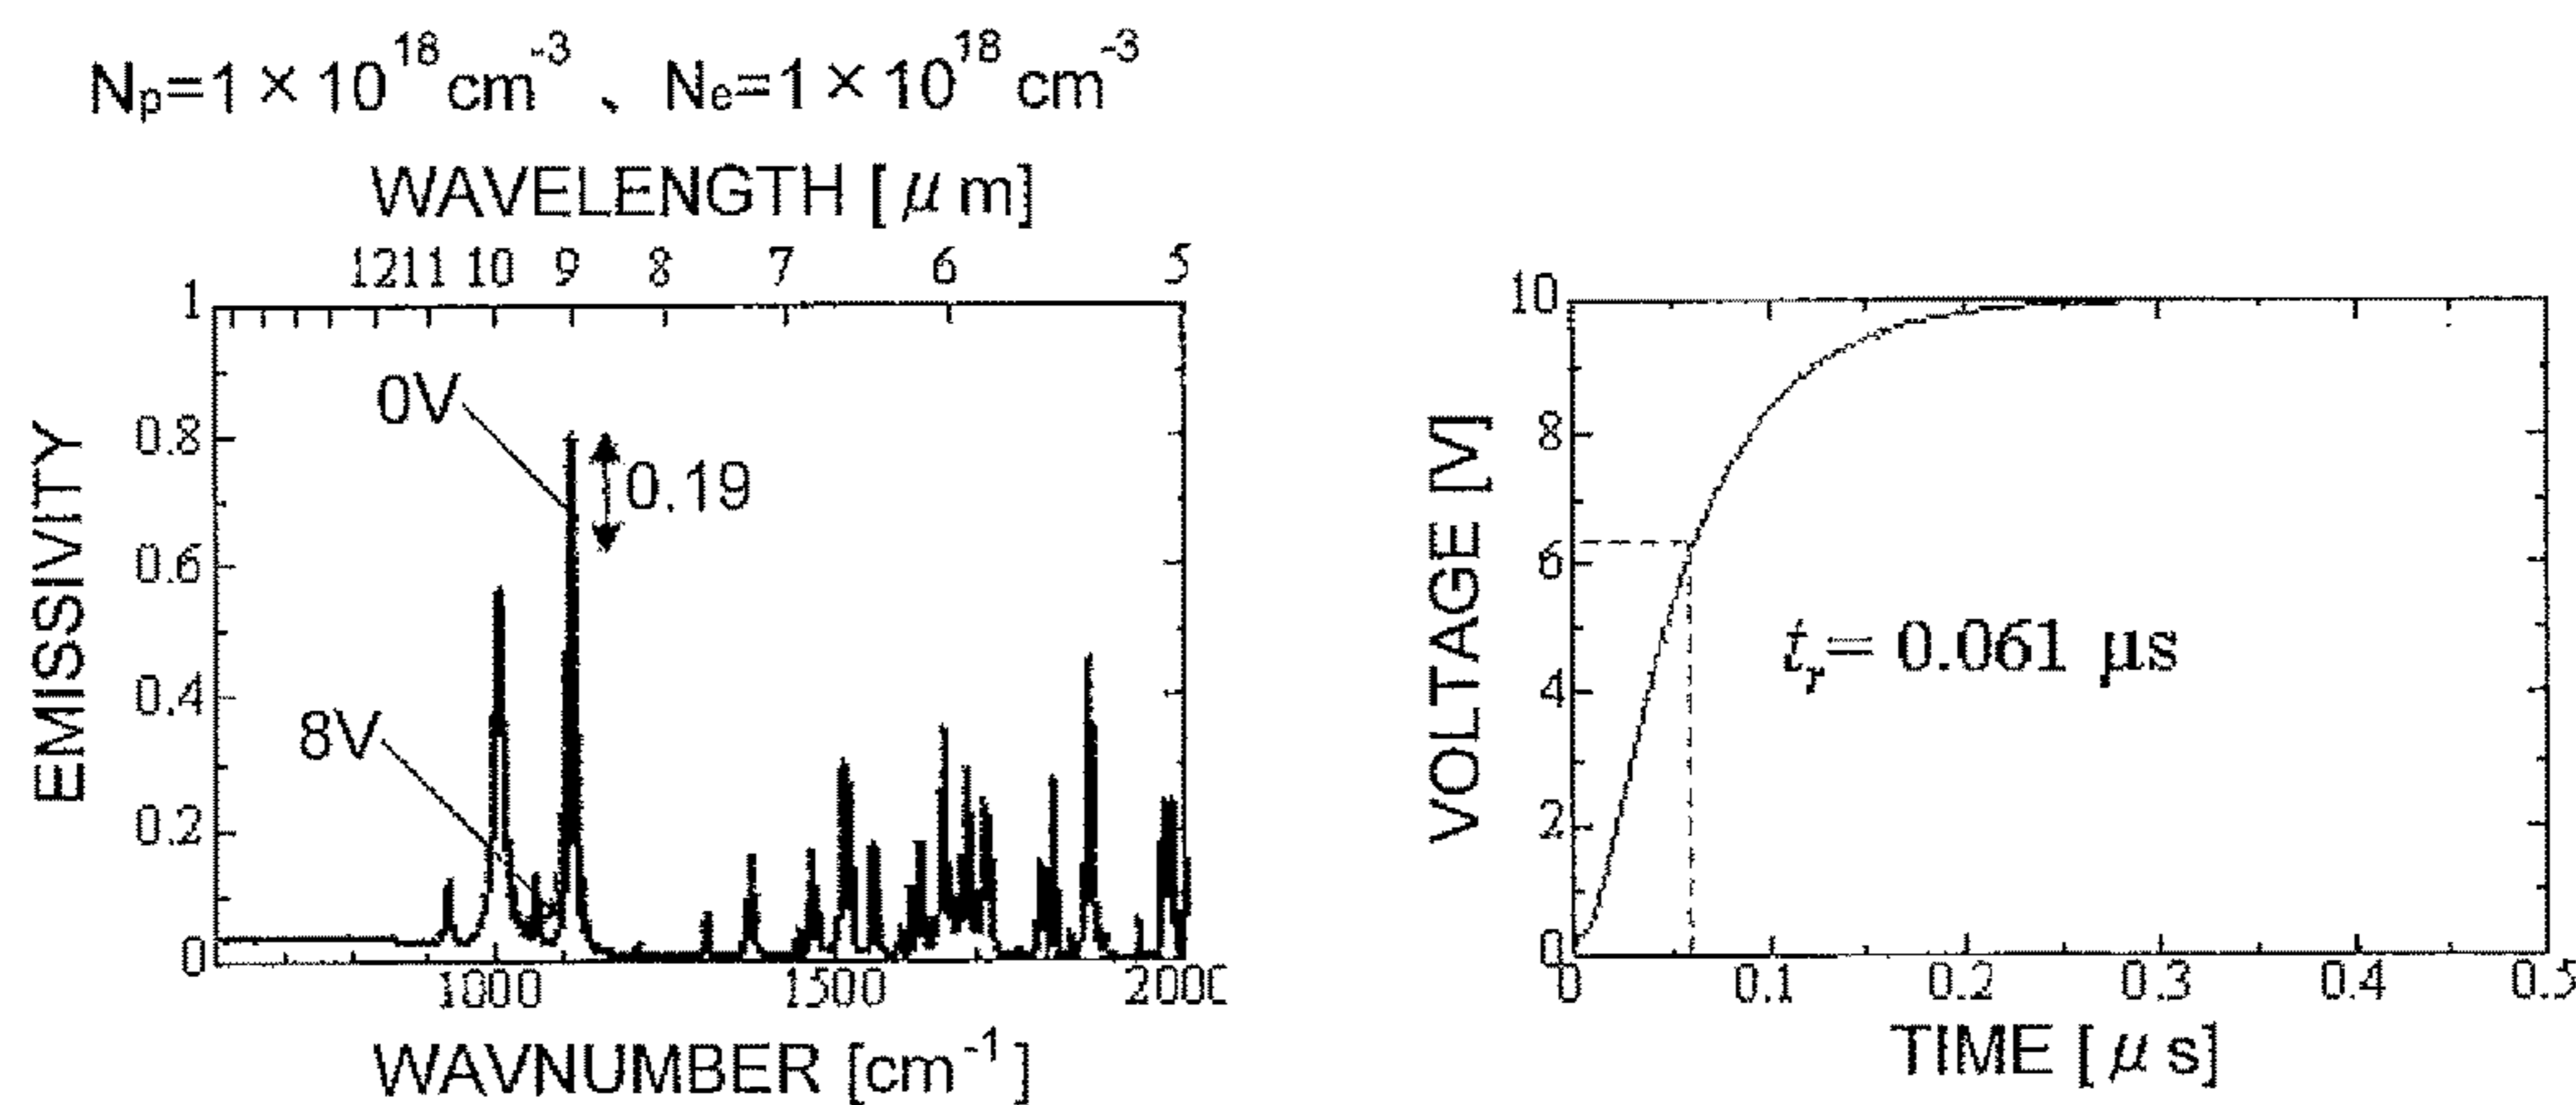 Np=1×10^18 cm^-3 、 Ne=1×10^18 cm^-3
WAVELENGTH [μm]
12 11 10 9 8 7 6 5
1
0.8
0.6
0.4
0.2
0
EMISSIVITY
0V
0.19
8V
1000 1500 2000
WAVNUMBER [cm^-1]
10
8
6
4
2
0
VOLTAGE [V]
tr= 0.061 μs
0 0.1 0.2 0.3 0.4 0.5
TIME [μs]